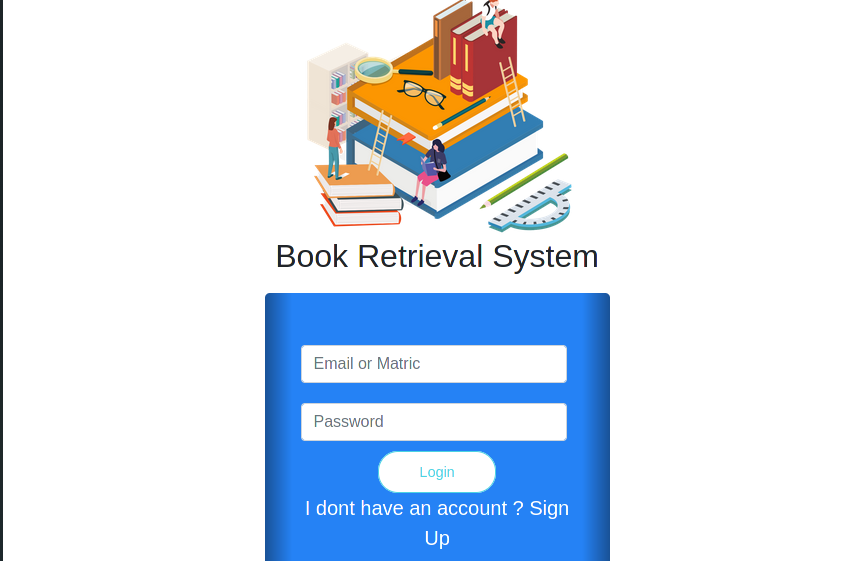 Book Retrieval System
Email or Matric
Password
Login
I dont have an account ? Sign
Up